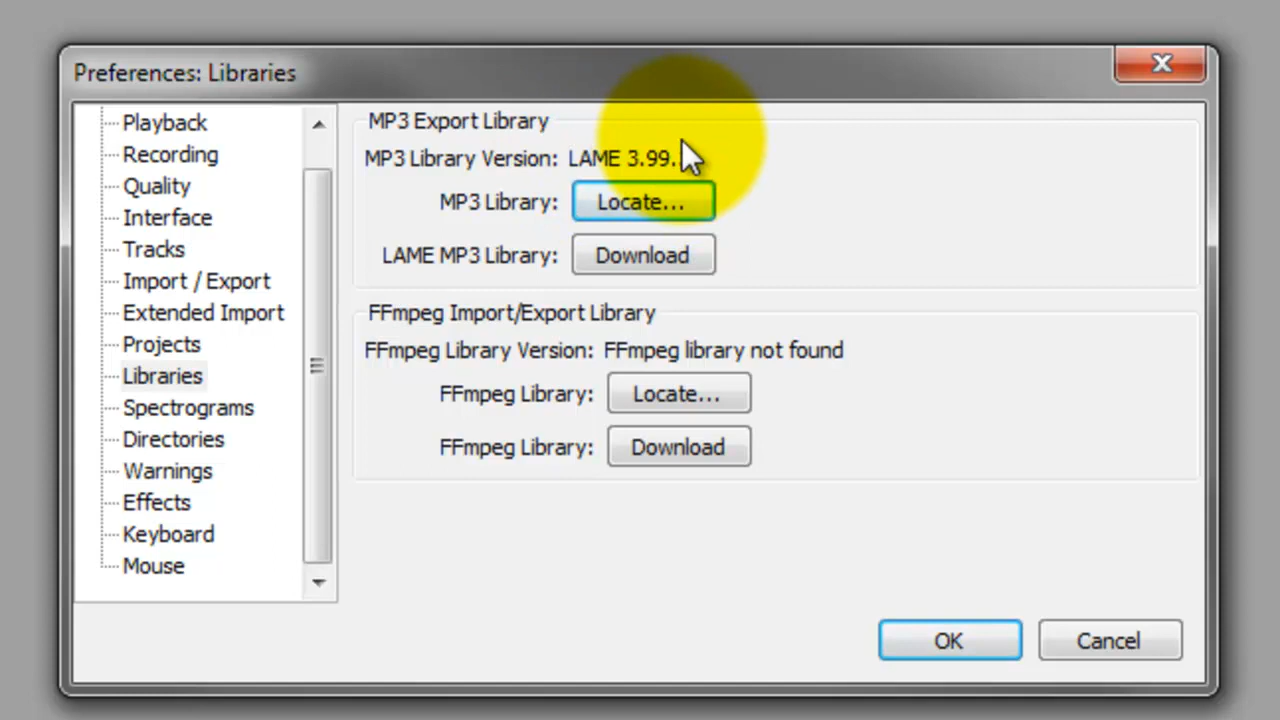 Preferences: Libraries
Playback
Recording
Quality
Interface
Tracks
Import / Export
Extended Import
Projects
Libraries
Spectrograms
Directories
Warnings
Effects
Keyboard
Mouse
MP3 Export Library
MP3 Library Version: LAME 3.99.
MP3 Library: Locate...
LAME MP3 Library: Download
FFmpeg Import/Export Library
FFmpeg Library Version: FFmpeg library not found
FFmpeg Library: Locate...
FFmpeg Library: Download
OK Cancel